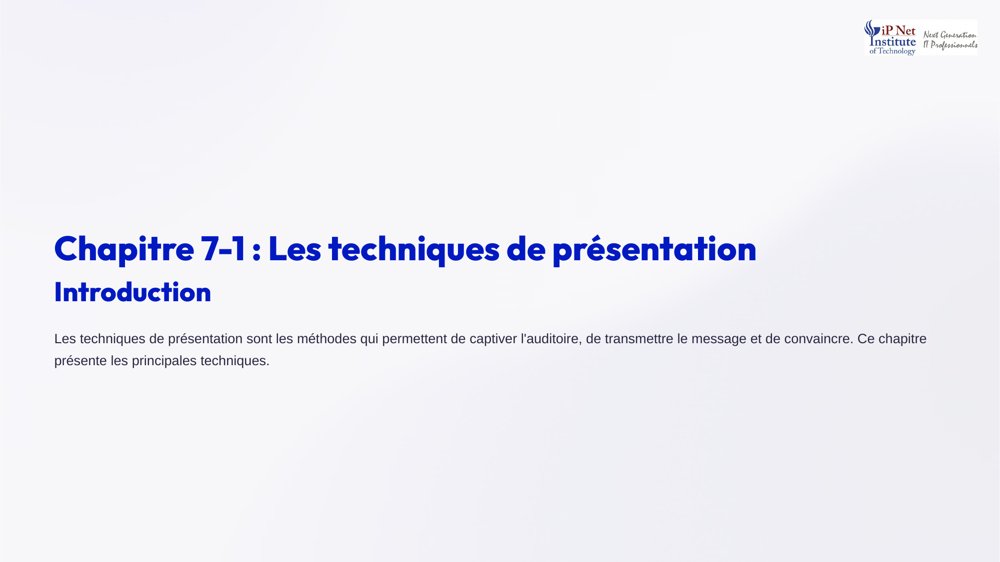 iP Net
Institute
of Technology
Next Generation
IT Professionnels
Chapitre 7-1 : Les techniques de présentation
Introduction
Les techniques de présentation sont les méthodes qui permettent de captiver l'auditoire, de transmettre le message et de convaincre. Ce chapitre
présente les principales techniques.